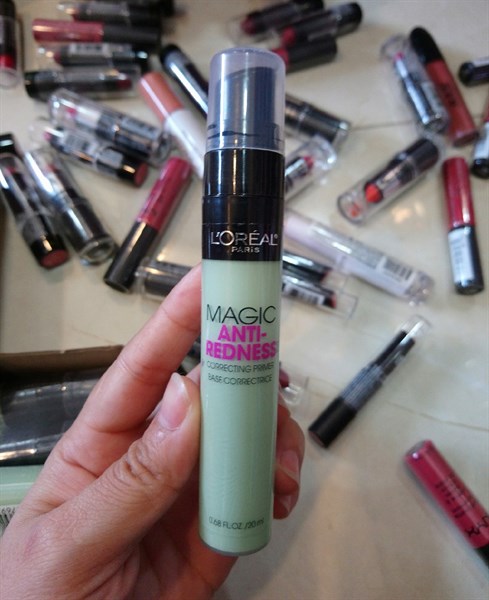 L'ORÉAL
PARIS
MAGIC
ANTI-
REDNESS
CORRECTING PRIMER
BASE CORRECTRICE
0.68 FL.OZ./20 ml